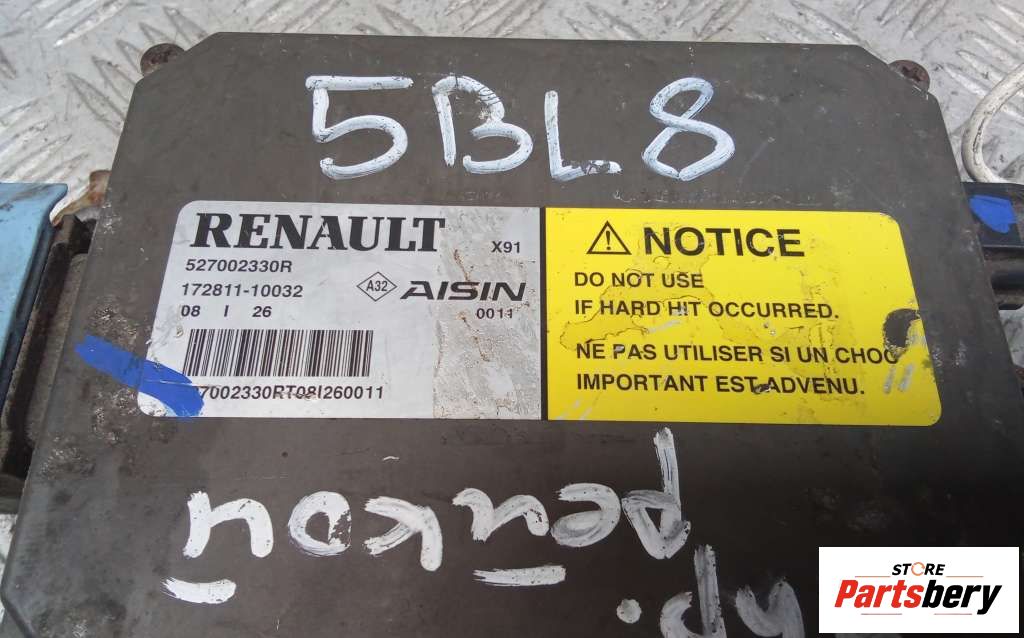 5BL8
RENAULT
X91
527002330R
172811-10032
A32 AISIN
08 I 26
0011
7002330RT08I260011
⚠ NOTICE
DO NOT USE
IF HARD HIT OCCURRED.
NE PAS UTILISER SI UN CHOC
IMPORTANT EST ADVENU.
STORE
Partsbery